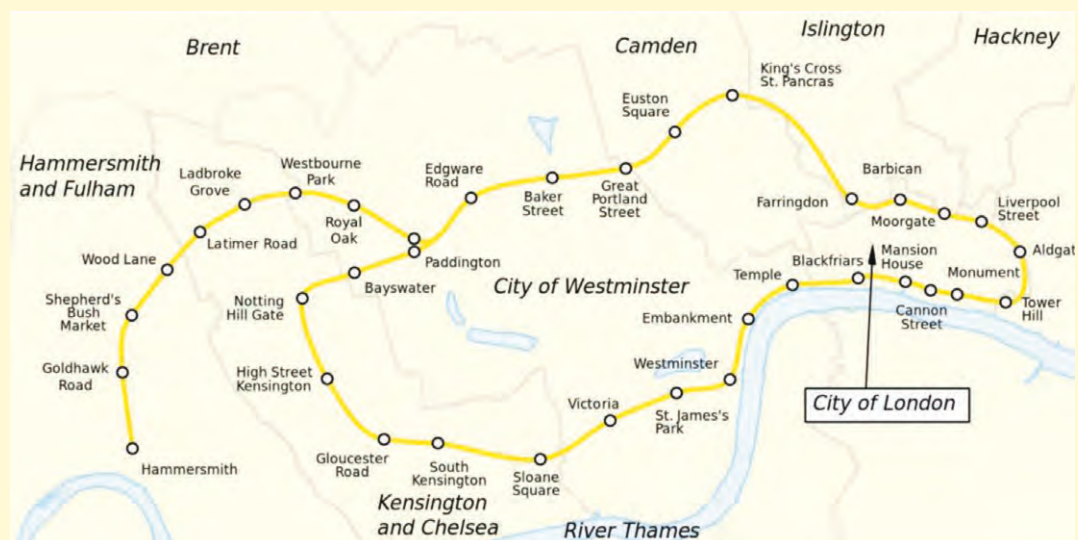 Brent
Camden
Islington
Hackney
King's Cross
St. Pancras
Euston
Square
Hammersmith
and Fulham
Ladbroke
Grove
Westbourne
Park
Edgware
Road
Baker
Street
Great
Portland
Street
Barbican
Farringdon
Moorgate
Liverpool
Street
Royal
Oak
Latimer Road
Wood Lane
Paddington
Bayswater
City of Westminster
Temple
Blackfriars
Mansion
House
Monument
Aldgat
Tower
Hill
Cannon
Street
Shepherd's
Bush
Market
Notting
Hill Gate
Embankment
Goldhawk
Road
High Street
Kensington
Westminster
Victoria
St. James's
Park
City of London
Hammersmith
Gloucester
Road
South
Kensington
Sloane
Square
Kensington
and Chelsea
River Thames